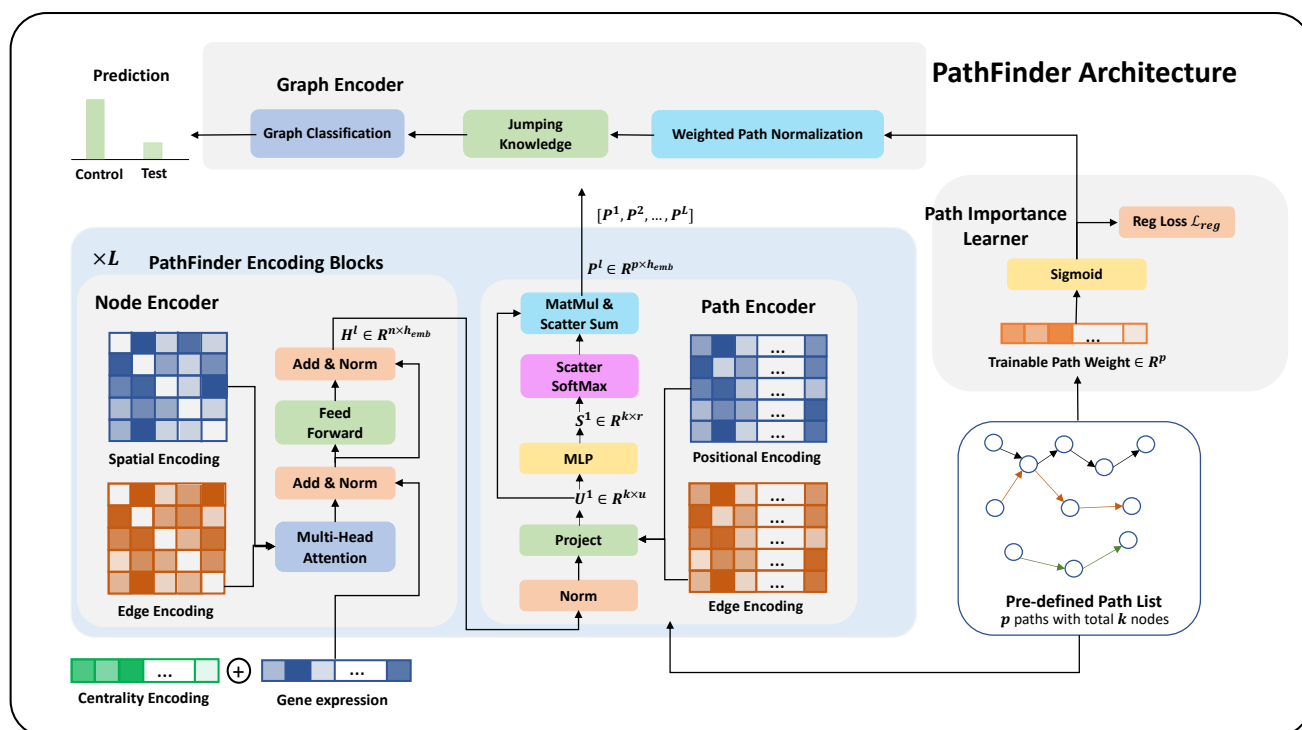 PathFinder Architecture
Prediction
Control
Test
Graph Encoder
Graph Classification
Jumping
Knowledge
Weighted Path Normalization
[P¹, P², …, Pᴸ]
Path Importance
Learner
Reg Loss ℒ_reg
Sigmoid
...
Trainable Path Weight ∈ Rᵖ
×L
PathFinder Encoding Blocks
Pˡ ∈ R^{p×h_emb}
Node Encoder
Hˡ ∈ R^{n×h_emb}
Spatial Encoding
Edge Encoding
Add & Norm
Feed
Forward
Add & Norm
Multi-Head
Attention
Path Encoder
MatMul &
Scatter Sum
Scatter
SoftMax
S¹ ∈ R^{k×r}
MLP
U¹ ∈ R^{k×u}
Project
Norm
...
...
...
...
...
Positional Encoding
...
...
...
...
...
Edge Encoding
Pre-defined Path List
p paths with total k nodes
...
Centrality Encoding
+
...
Gene expression